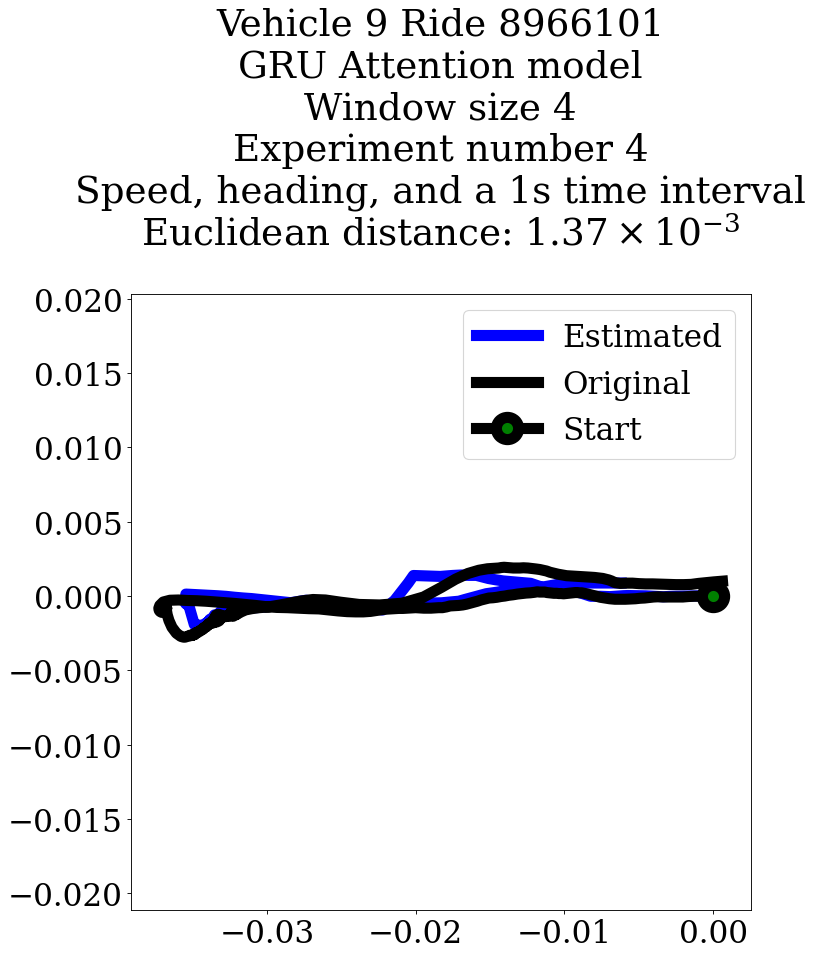 Vehicle 9 Ride 8966101
GRU Attention model
Window size 4
Experiment number 4
Speed, heading, and a 1s time interval
Euclidean distance: 1.37 × 10⁻³
Estimated
Original
Start
0.020
0.015
0.010
0.005
0.000
−0.005
−0.010
−0.015
−0.020
−0.03 −0.02 −0.01 0.00